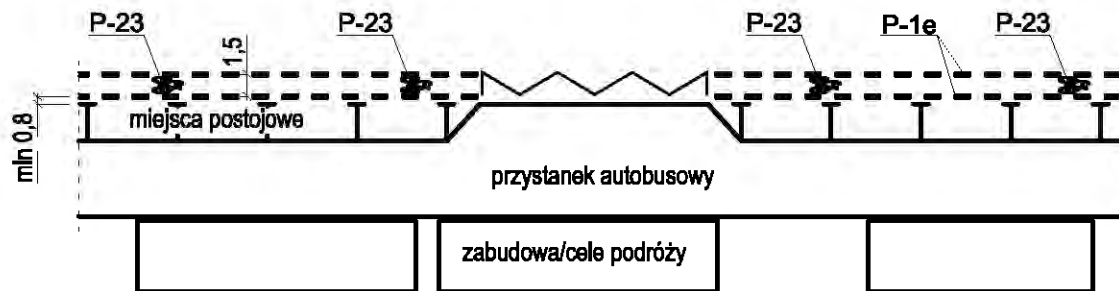 P-23 P-23 P-23 P-1e P-23
1,5
miejsca postojowe
min 0,8
przystanek autobusowy
zabudowa/cele podróży